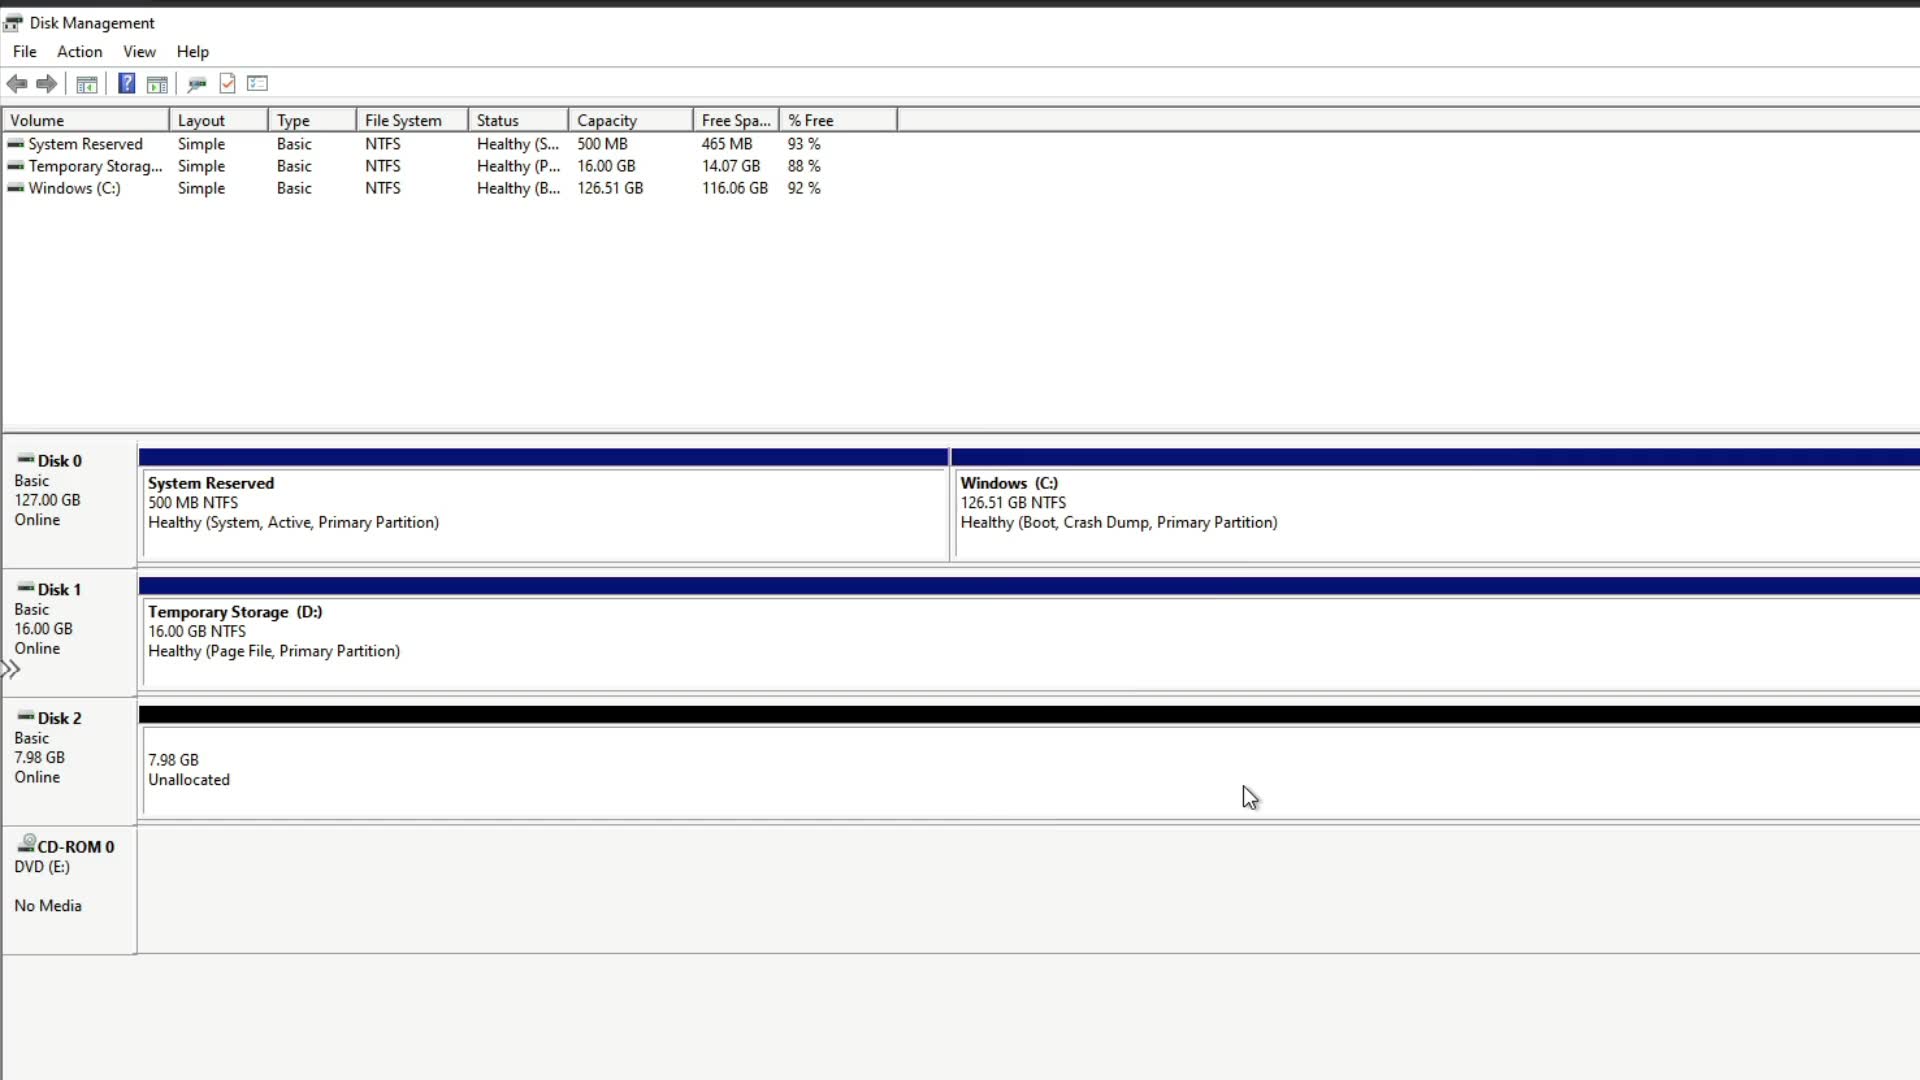 Disk Management
File Action View Help
Volume Layout Type File System Status Capacity Free Spa... % Free
System Reserved Simple Basic NTFS Healthy (S... 500 MB 465 MB 93 %
Temporary Storag... Simple Basic NTFS Healthy (P... 16.00 GB 14.07 GB 88 %
Windows (C:) Simple Basic NTFS Healthy (B... 126.51 GB 116.06 GB 92 %
Disk 0
Basic
127.00 GB
Online
System Reserved
500 MB NTFS
Healthy (System, Active, Primary Partition)
Windows (C:)
126.51 GB NTFS
Healthy (Boot, Crash Dump, Primary Partition)
Disk 1
Basic
16.00 GB
Online
Temporary Storage (D:)
16.00 GB NTFS
Healthy (Page File, Primary Partition)
Disk 2
Basic
7.98 GB
Online
7.98 GB
Unallocated
CD-ROM 0
DVD (E:)
No Media